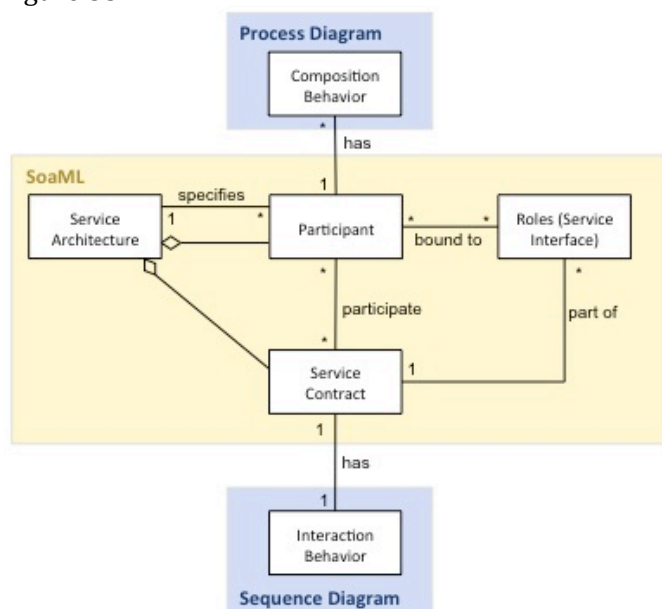 Process Diagram
Composition
Behavior
*
has
SoaML
1
specifies
Service
Architecture
1
*
Participant
*
*
bound to
Roles (Service
Interface)
*
*
participate
part of
*
Service
Contract
1
1
has
1
Interaction
Behavior
Sequence Diagram